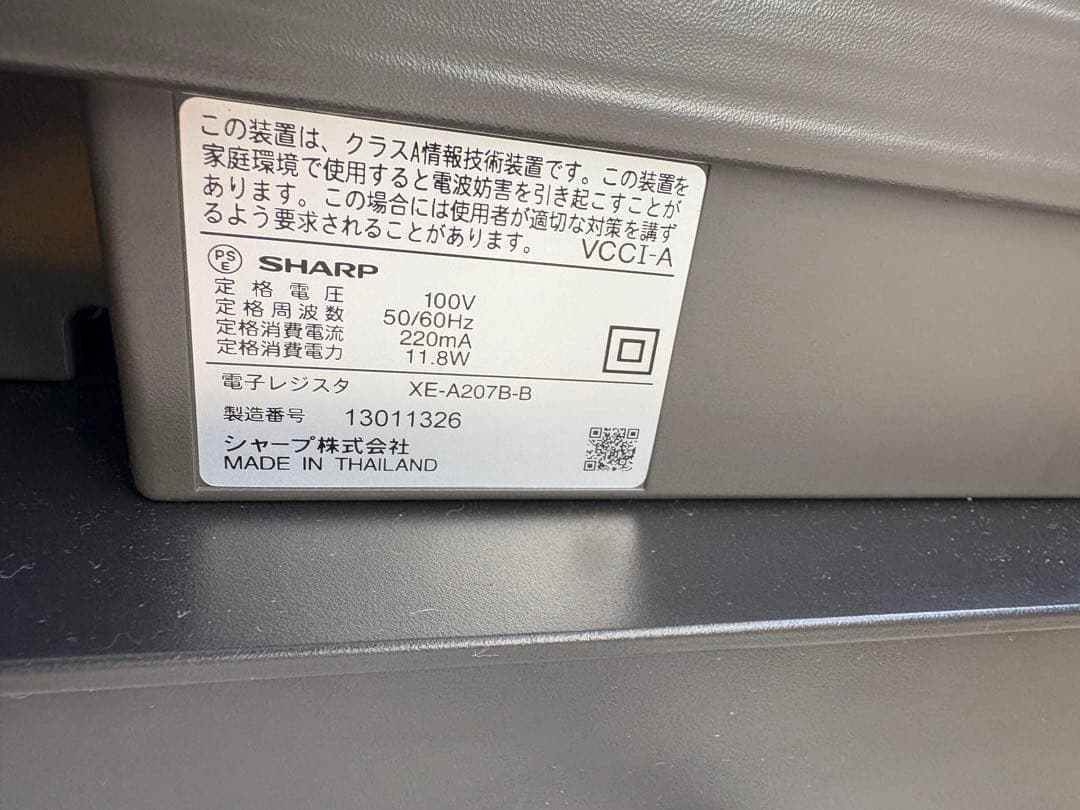 この装置は、クラスA情報技術装置です。この装置を
家庭環境で使用すると電波妨害を引き起こすことが
あります。この場合には使用者が適切な対策を講ず
るよう要求されることがあります。 VCCI-A
PS
E SHARP
定格電圧 100V
定格周波数 50/60Hz
定格消費電流 220mA
定格消費電力 11.8W
電子レジスタ XE-A207B-B
製造番号 13011326
シャープ株式会社
MADE IN THAILAND